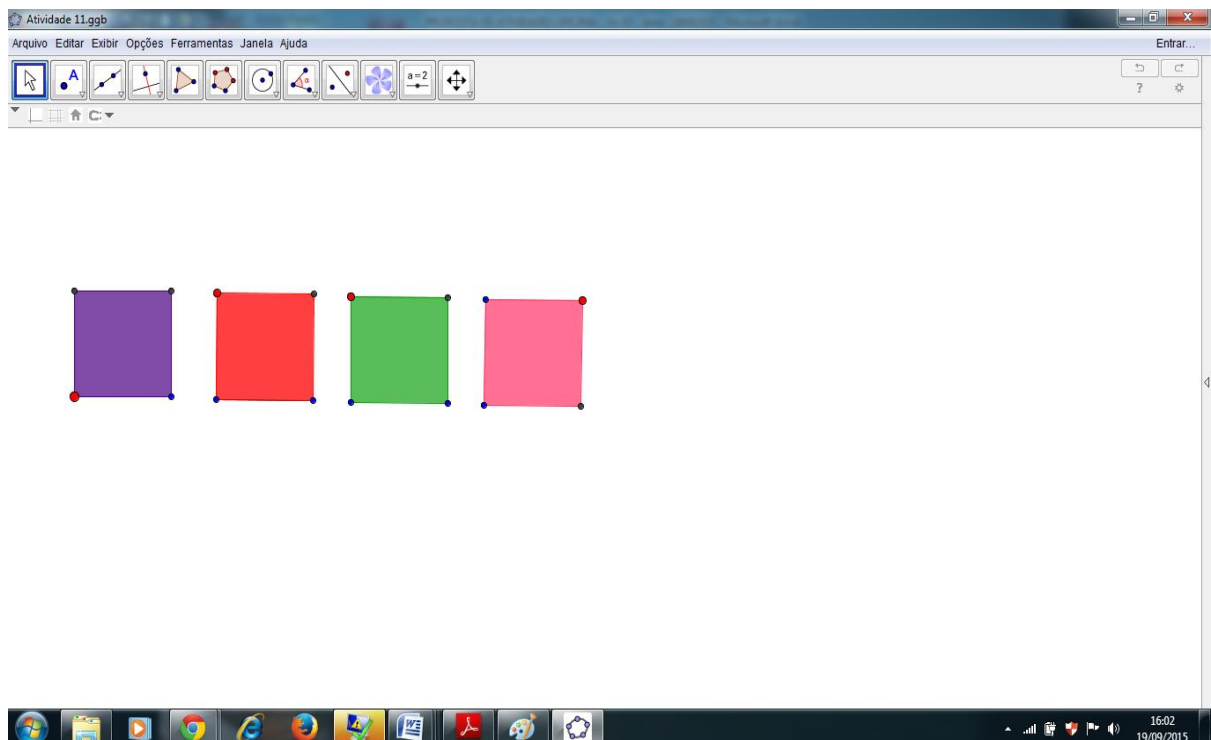 Atividade 11.ggb
Arquivo Editar Exibir Opções Ferramentas Janela Ajuda
Entrar...
A
α
a=2
?
16:02
19/09/2015